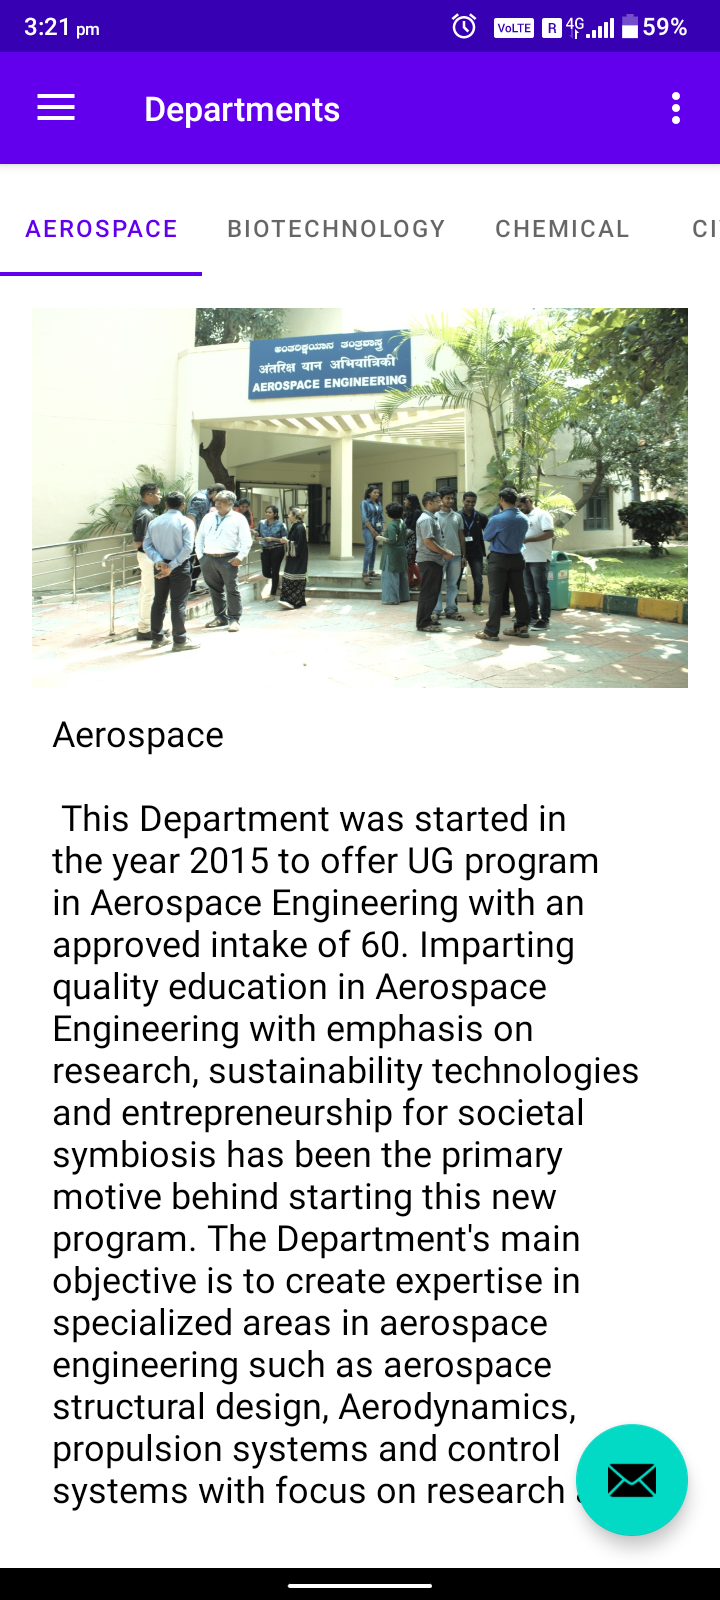 3:21 pm
VoLTE R 4G 59%
Departments
AEROSPACE BIOTECHNOLOGY CHEMICAL
ಅಂತರಿಕ್ಷಯಾನ ತಂತ್ರಶಾಸ್ತ್ರ
अंतरिक्ष यान अभियांत्रिकी
AEROSPACE ENGINEERING
Aerospace
This Department was started in
the year 2015 to offer UG program
in Aerospace Engineering with an
approved intake of 60. Imparting
quality education in Aerospace
Engineering with emphasis on
research, sustainability technologies
and entrepreneurship for societal
symbiosis has been the primary
motive behind starting this new
program. The Department's main
objective is to create expertise in
specialized areas in aerospace
engineering such as aerospace
structural design, Aerodynamics,
propulsion systems and control
systems with focus on research